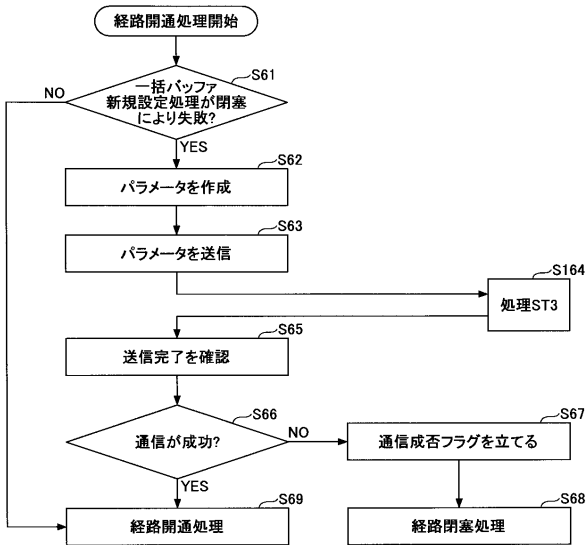 経路開通処理開始
S61
一括バッファ
新規設定処理が閉塞
により失敗?
NO
YES
S62
パラメータを作成
S63
パラメータを送信
S164
処理ST3
S65
送信完了を確認
S66
通信が成功?
NO
YES
S67
通信成否フラグを立てる
S69
経路開通処理
S68
経路閉塞処理